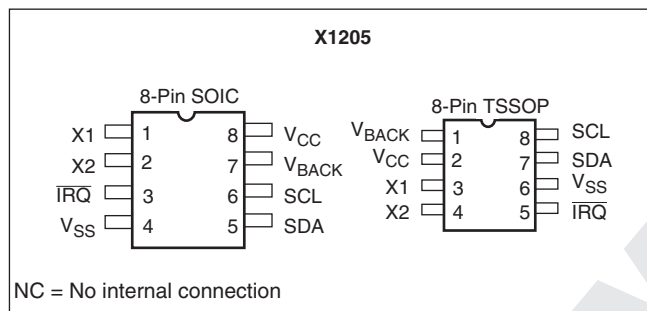 X1205
8-Pin SOIC
X1 1 8 VCC
X2 2 7 VBACK
I̅R̅Q̅ 3 6 SCL
VSS 4 5 SDA
8-Pin TSSOP
VBACK 1 8 SCL
VCC 2 7 SDA
X1 3 6 VSS
X2 4 5 I̅R̅Q̅
NC = No internal connection